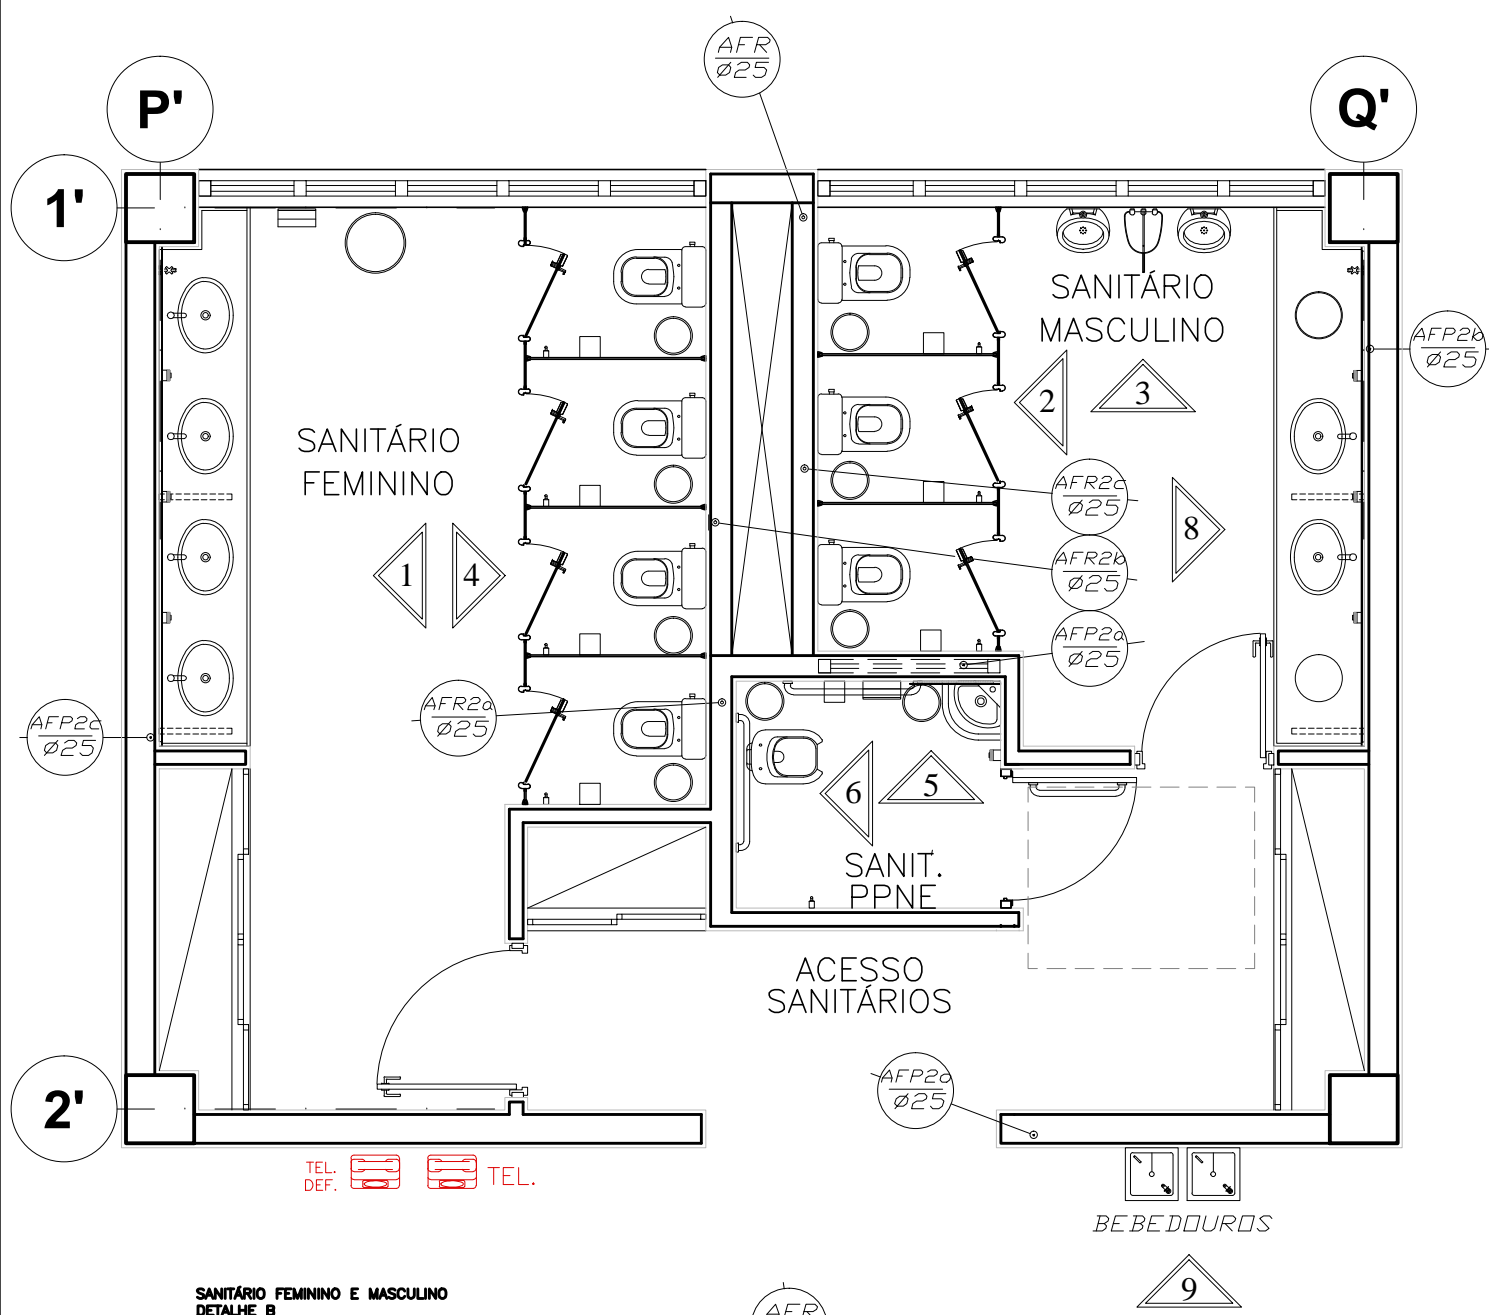 AFR
ø25
P'
Q'
1'
SANITÁRIO
MASCULINO
AFP2b
ø25
2
3
SANITÁRIO
FEMININO
AFR2c
ø25
8
1
4
AFR2b
ø25
AFP2a
ø25
AFR2a
ø25
AFP2c
ø25
6
5
SANIT.
PPNE
ACESSO
SANITÁRIOS
2'
AFP2d
ø25
TEL.
DEF.
TEL.
BEBEDOUROS
9
SANITÁRIO FEMININO E MASCULINO
DETALHE B
AFR